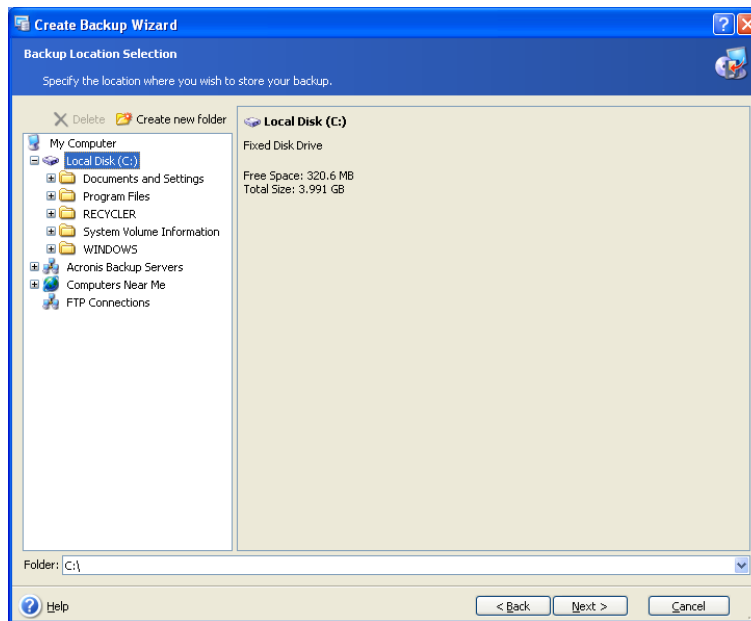 Create Backup Wizard
Backup Location Selection
Specify the location where you wish to store your backup.
Delete Create new folder
My Computer
Local Disk (C:)
Documents and Settings
Program Files
RECYCLER
System Volume Information
WINDOWS
Acronis Backup Servers
Computers Near Me
FTP Connections
Local Disk (C:)
Fixed Disk Drive
Free Space: 320.6 MB
Total Size: 3.991 GB
Folder: C:\
Help < Back Next > Cancel